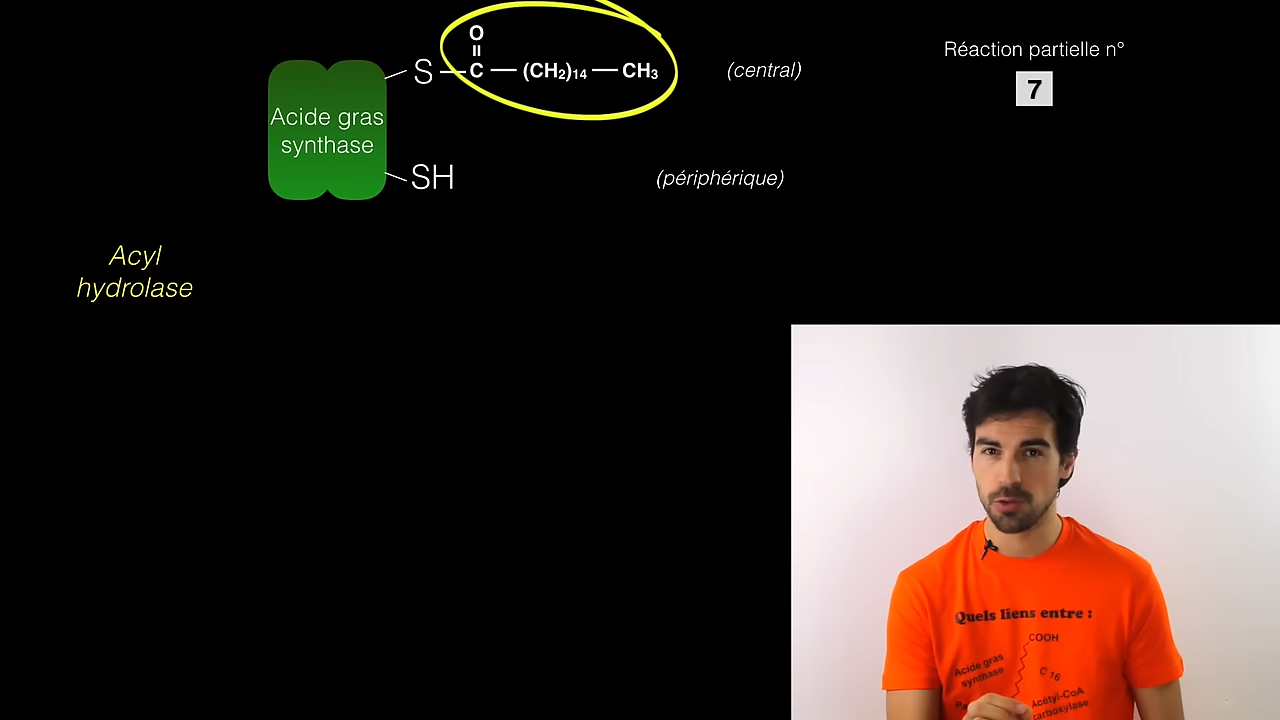 O
S — C — (CH₂)₁₄ — CH₃
(central)
Réaction partielle n°
7
Acide gras
synthase
SH
(périphérique)
Acyl
hydrolase
Quels liens entre :
COOH
Acide gras
synthase
C 16
Acétyl-CoA
carboxylase